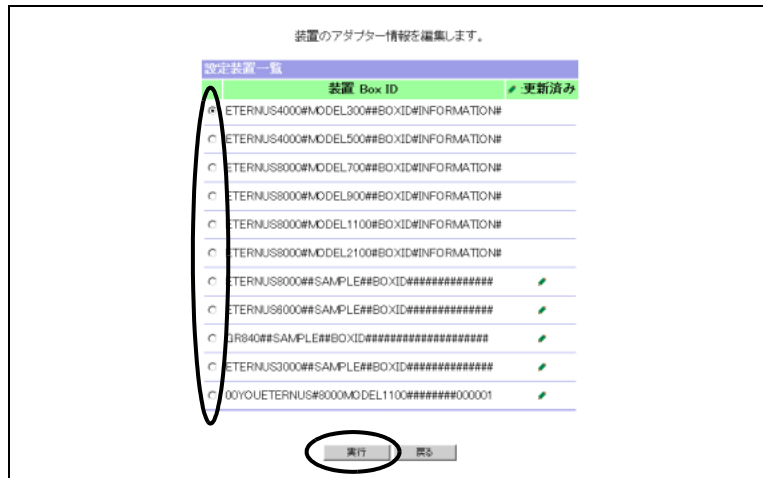 装置のアダプター情報を編集します。
設定装置一覧
装置 Box ID :更新済み
ETERNUS4000#MODEL300##BOXID#INFORMATION#
ETERNUS4000#MODEL500##BOXID#INFORMATION#
ETERNUS8000#MODEL700##BOXID#INFORMATION#
ETERNUS8000#MODEL900##BOXID#INFORMATION#
ETERNUS8000#MODEL1100#BOXID#INFORMATION#
ETERNUS8000#MODEL2100#BOXID#INFORMATION#
ETERNUS8000##SAMPLE##BOXID##############
ETERNUS6000##SAMPLE##BOXID##############
GR840##SAMPLE##BOXID####################
ETERNUS3000##SAMPLE##BOXID##############
00YOUETERNUS#8000MODEL1100########000001
実行 戻る